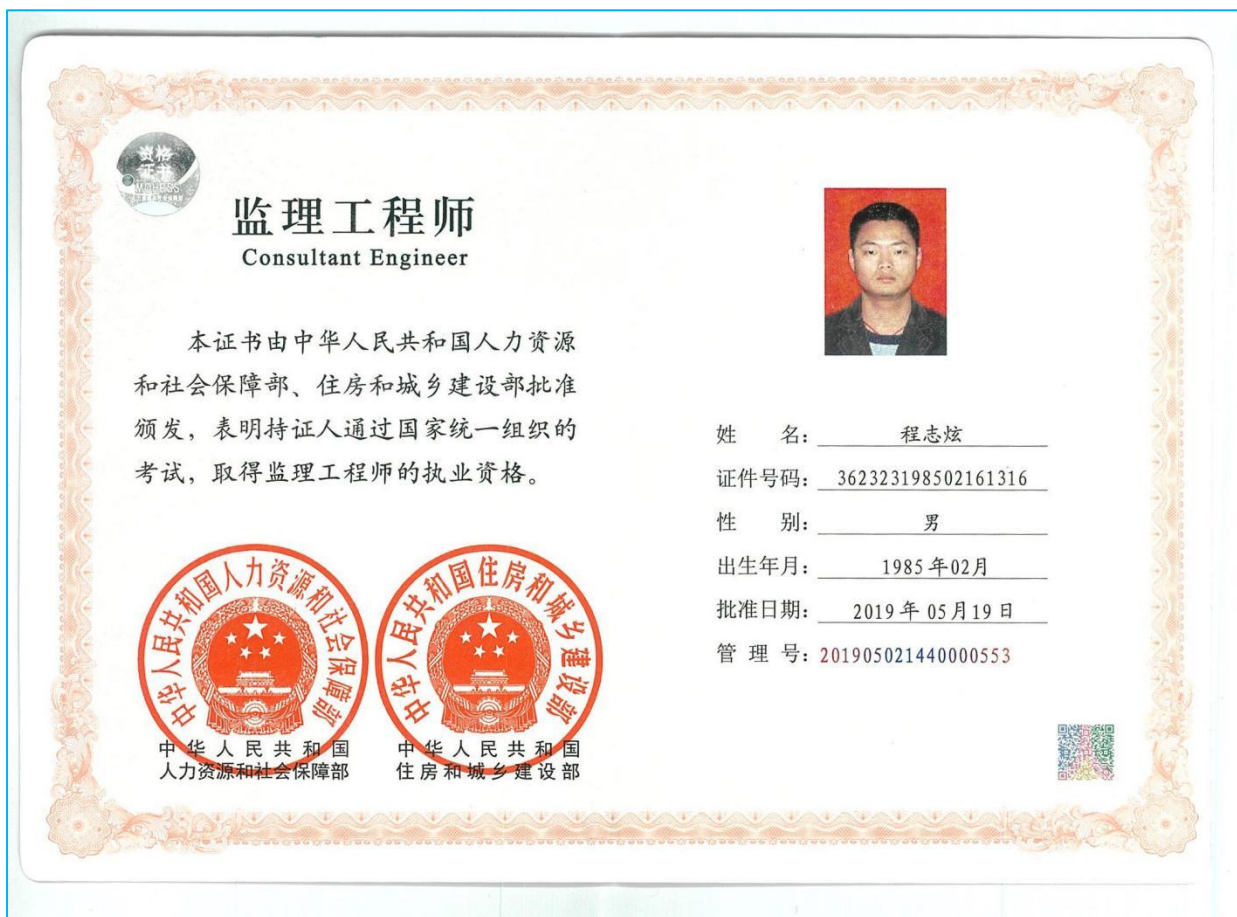 资格
证书
MOHRSS
监理工程师
Consultant Engineer
本证书由中华人民共和国人力资源
和社会保障部、住房和城乡建设部批准
颁发，表明持证人通过国家统一组织的
考试，取得监理工程师的执业资格。
中华人民共和国人力资源和社会保障部
中华人民共和国
人力资源和社会保障部
中华人民共和国住房和城乡建设部
中华人民共和国
住房和城乡建设部
姓 名：程志炫
证件号码：362323198502161316
性 别：男
出生年月：1985年02月
批准日期：2019年05月19日
管 理 号：201905021440000553